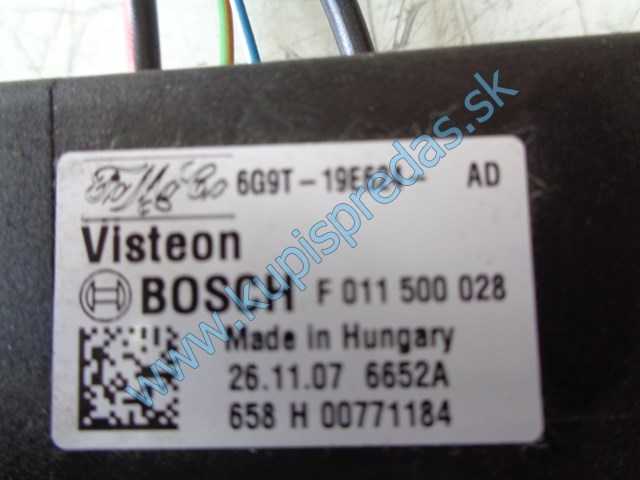 6G9T-19E624- AD
Visteon
BOSCH F 011 500 028
Made in Hungary
26.11.07 6652A
658 H 00771184
www.kupispredas.sk